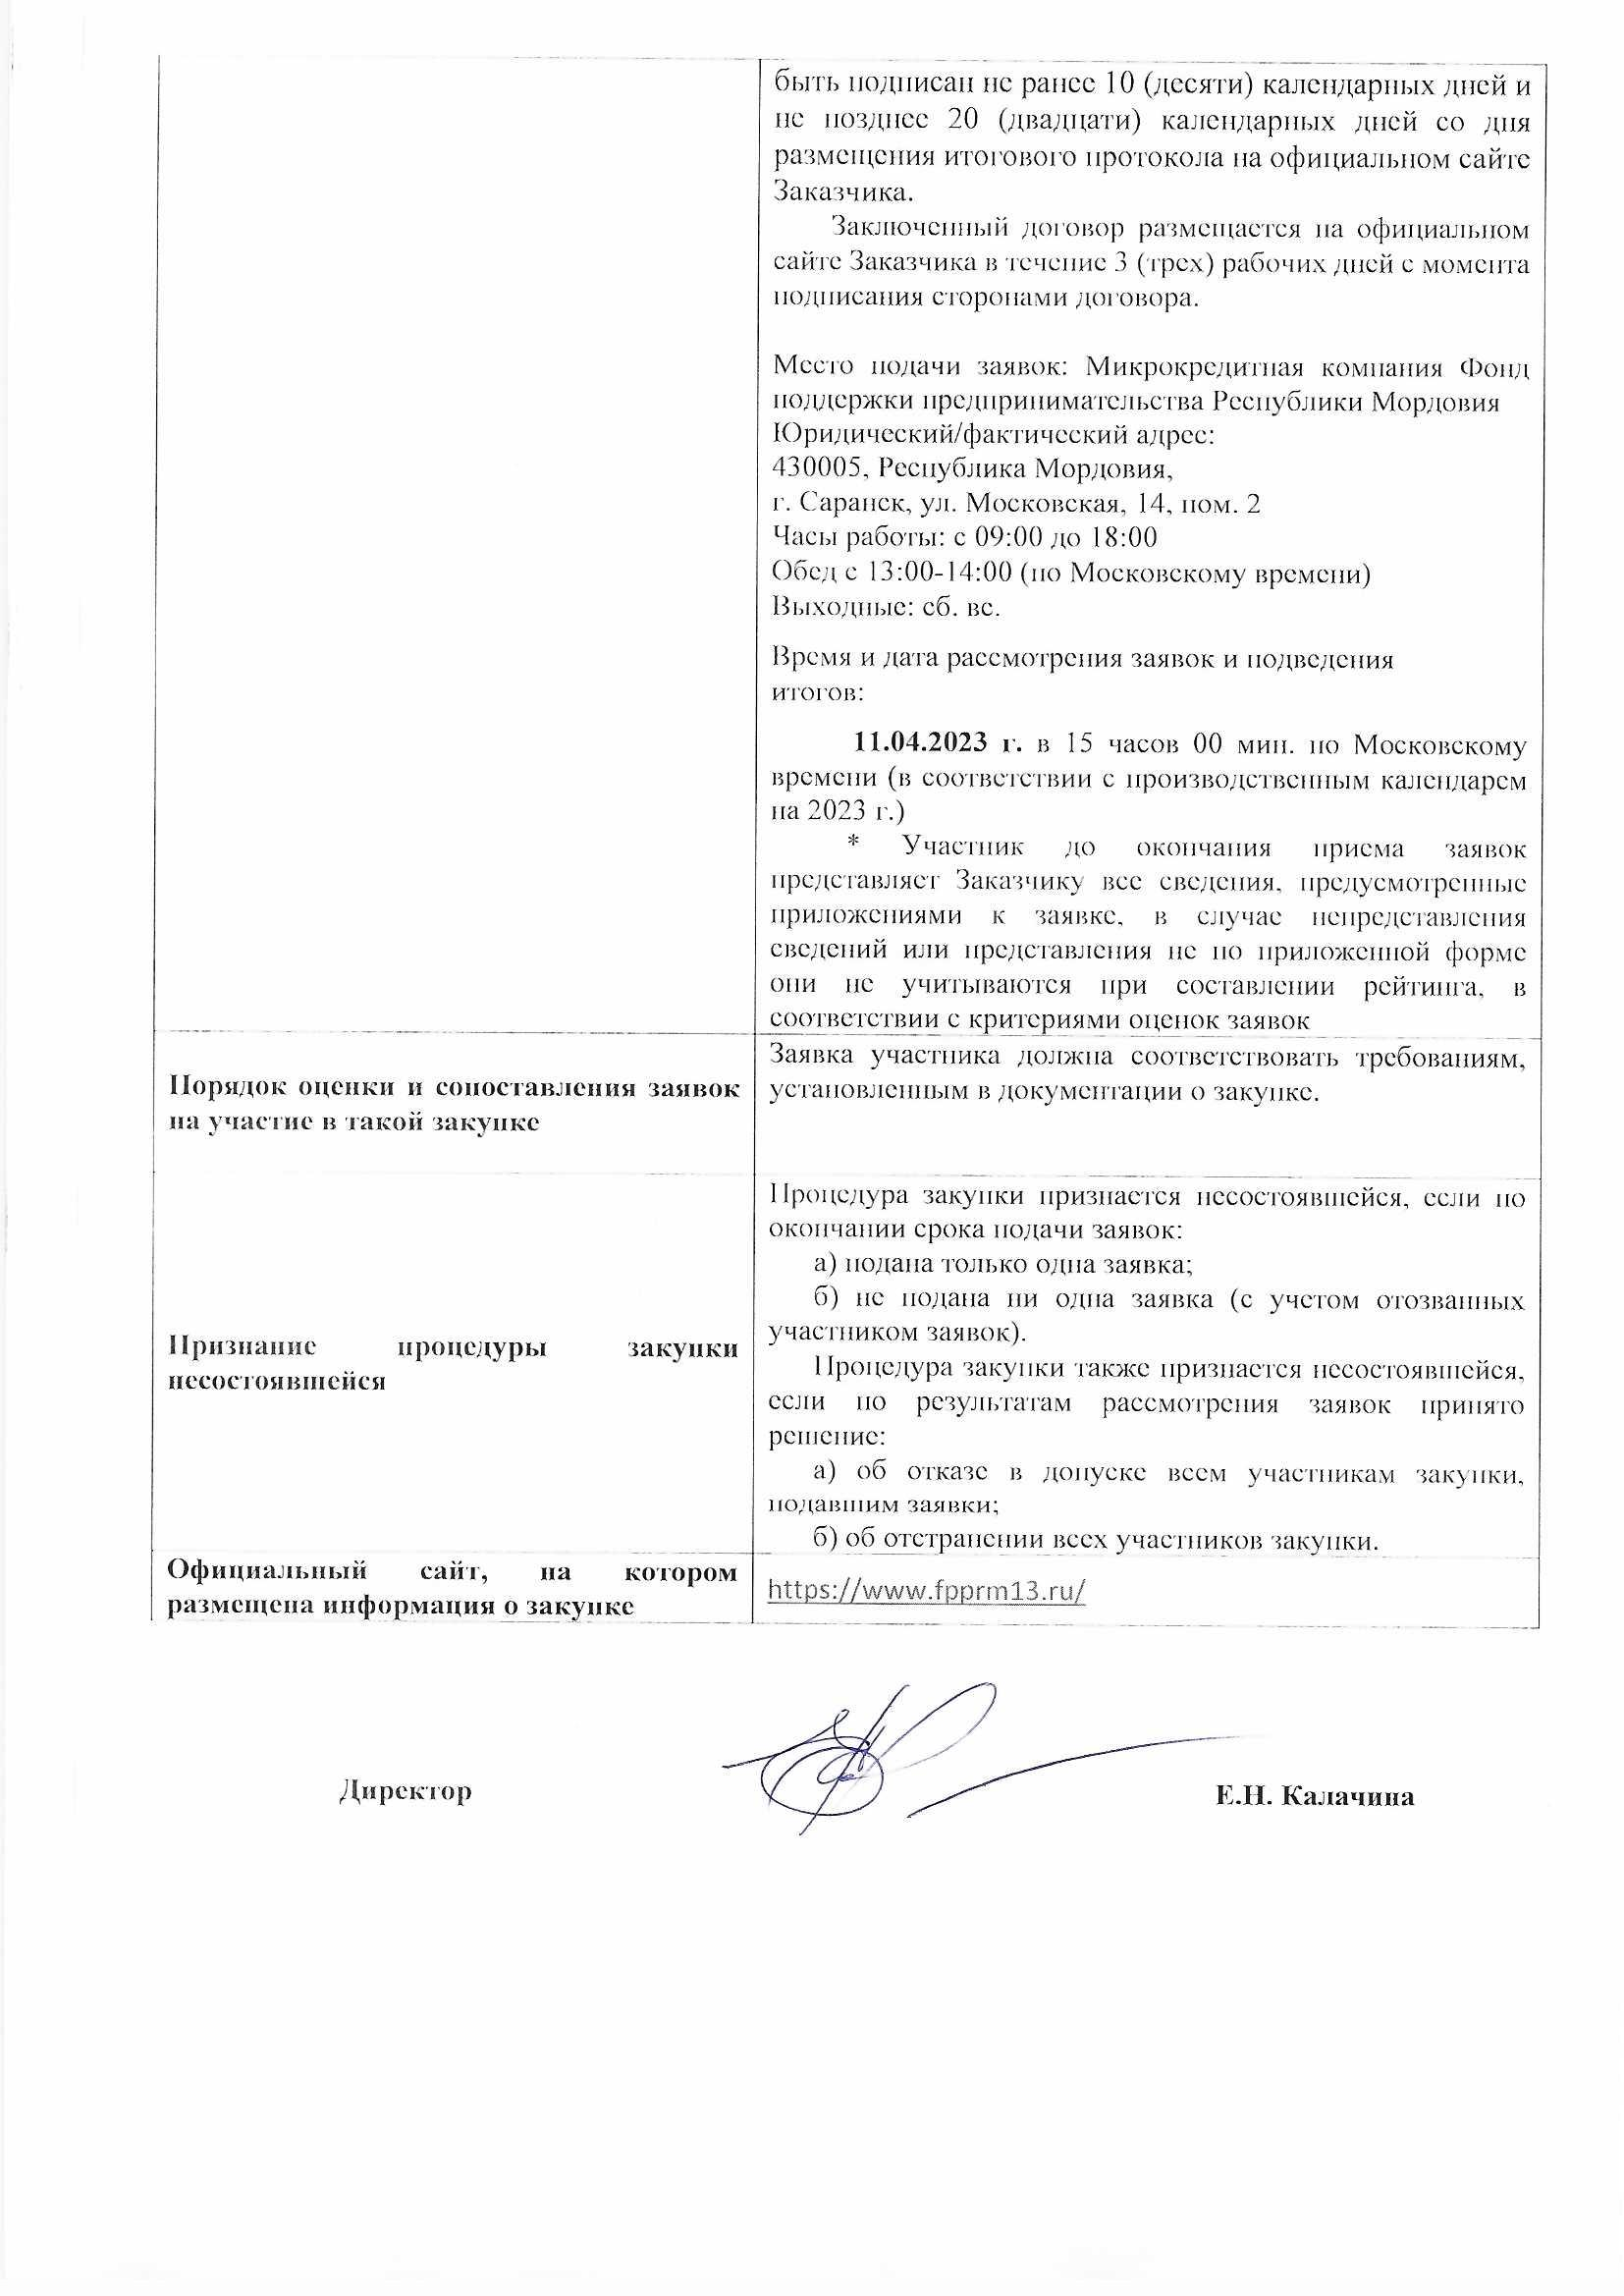 быть подписан не ранее 10 (десяти) календарных дней и
не позднее 20 (двадцати) календарных дней со дня
размещения итогового протокола на официальном сайте
Заказчика.
Заключенный договор размещается на официальном
сайте Заказчика в течение 3 (трех) рабочих дней с момента
подписания сторонами договора.
Место подачи заявок: Микрокредитная компания Фонд
поддержки предпринимательства Республики Мордовия
Юридический/фактический адрес:
430005, Республика Мордовия,
г. Саранск, ул. Московская, 14, пом. 2
Часы работы: с 09:00 до 18:00
Обед с 13:00-14:00 (по Московскому времени)
Выходные: сб. вс.
Время и дата рассмотрения заявок и подведения
итогов:
11.04.2023 г. в 15 часов 00 мин. по Московскому
времени (в соответствии с производственным календарем
на 2023 г.)
* Участник до окончания приема заявок
представляет Заказчику все сведения, предусмотренные
приложениями к заявке, в случае непредставления
сведений или представления не по приложенной форме
они не учитываются при составлении рейтинга, в
соответствии с критериями оценок заявок
Порядок оценки и сопоставления заявок
на участие в такой закупке
Заявка участника должна соответствовать требованиям,
установленным в документации о закупке.
Признание процедуры закупки
несостоявшейся
Процедура закупки признается несостоявшейся, если по
окончании срока подачи заявок:
а) подана только одна заявка;
б) не подана ни одна заявка (с учетом отозванных
участником заявок).
Процедура закупки также признается несостоявшейся,
если по результатам рассмотрения заявок принято
решение:
а) об отказе в допуске всем участникам закупки,
подавшим заявки;
б) об отстранении всех участников закупки.
Официальный сайт, на котором
размещена информация о закупке
https://www.fpprm13.ru/
Директор
Е.Н. Калачина